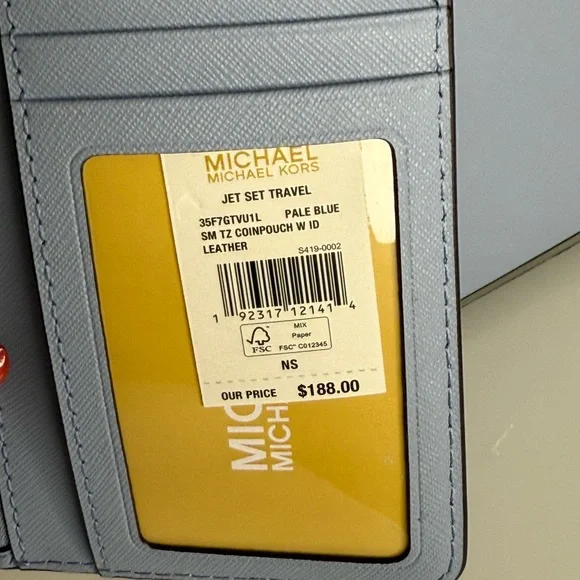 MICHAEL
MICHAEL KORS
JET SET TRAVEL
35F7GTVU1L PALE BLUE
SM TZ COINPOUCH W ID
LEATHER
S419-0002
1 92317 12141 4
FSC
MIX
Paper
FSC™ C012345
NS
OUR PRICE $188.00
MIC
MICH